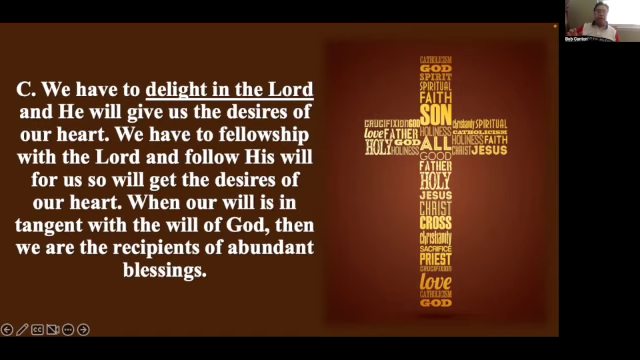 C. We have to delight in the Lord
and He will give us the desires of
our heart. We have to fellowship
with the Lord and follow His will
for us so will get the desires of
our heart. When our will is in
tangent with the will of God, then
we are the recipients of abundant
blessings.
CATHOLICISM
GOD
SPIRIT
SPIRITUAL
FAITH
SON
CRUCIFIXION GOD
love FATHER
HOLY GOD
HOLINESS
HOLINESS
ALL
GOOD
christianity SPIRITUAL
CATHOLICISM
HOLINESS FAITH
CHRIST JESUS
FATHER
HOLY
JESUS
CHRIST
CROSS
christianity
SACRIFICE
PRIEST
CRUCIFIXION
love
CATHOLICISM
GOD
CC